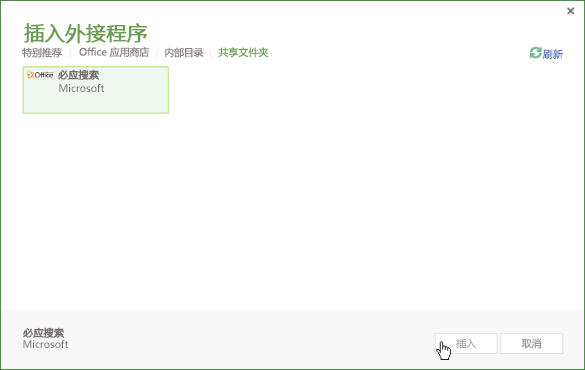 插入外接程序
特别推荐 | Office 应用商店 | 内部目录 | 共享文件夹
刷新
Office 必应搜索
Microsoft
必应搜索
Microsoft
插入 取消